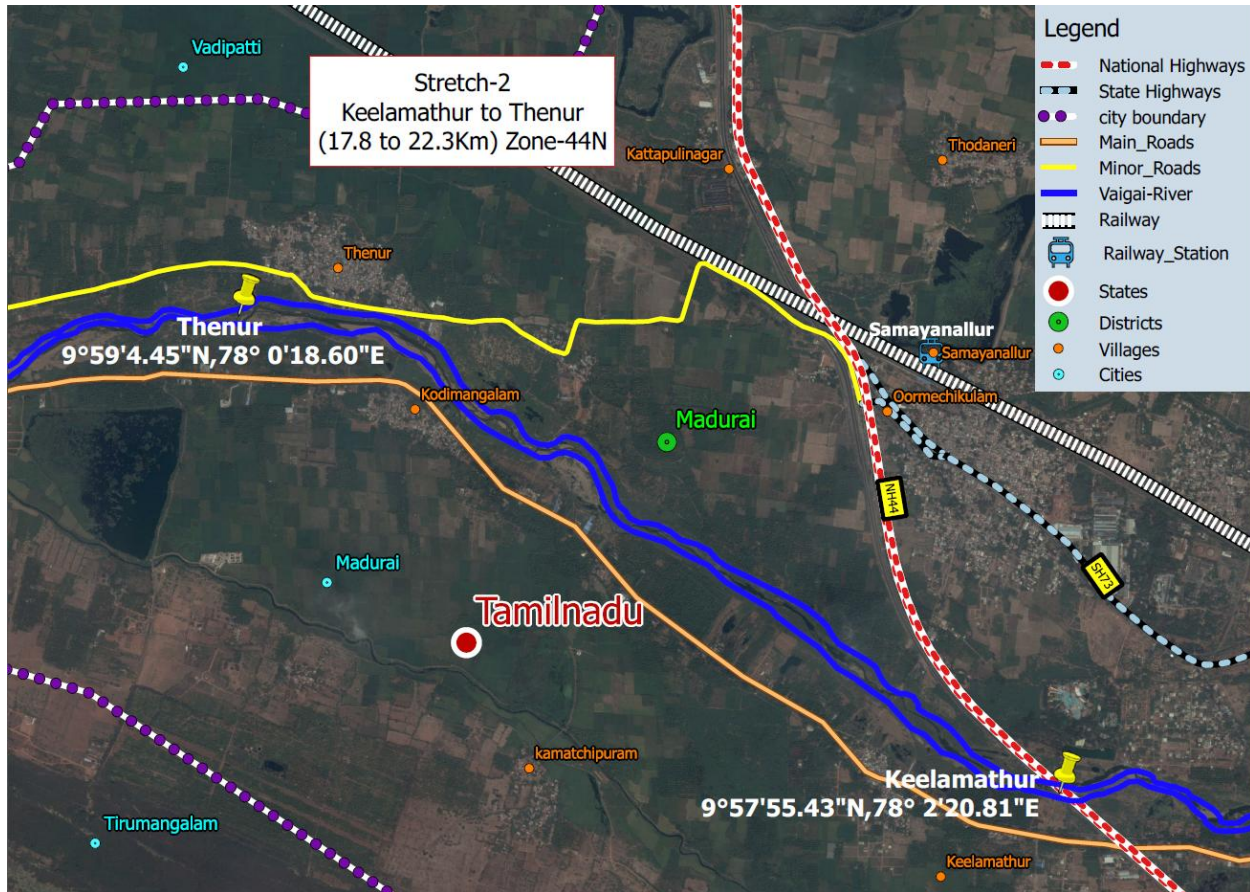 Vadipatti
Stretch-2
Keelamathur to Thenur
(17.8 to 22.3Km) Zone-44N
Kattapulinagar
Thodaneri
Thenur
Thenur
9°59'4.45"N,78° 0'18.60"E
Samayanallur
Samayanallur
Kodimangalam
Oormechikulam
Madurai
NH44
SH73
Madurai
Tamilnadu
kamatchipuram
Keelamathur
9°57'55.43"N,78° 2'20.81"E
Tirumangalam
Keelamathur
Legend
National Highways
State Highways
city boundary
Main_Roads
Minor_Roads
Vaigai-River
Railway
Railway_Station
States
Districts
Villages
Cities